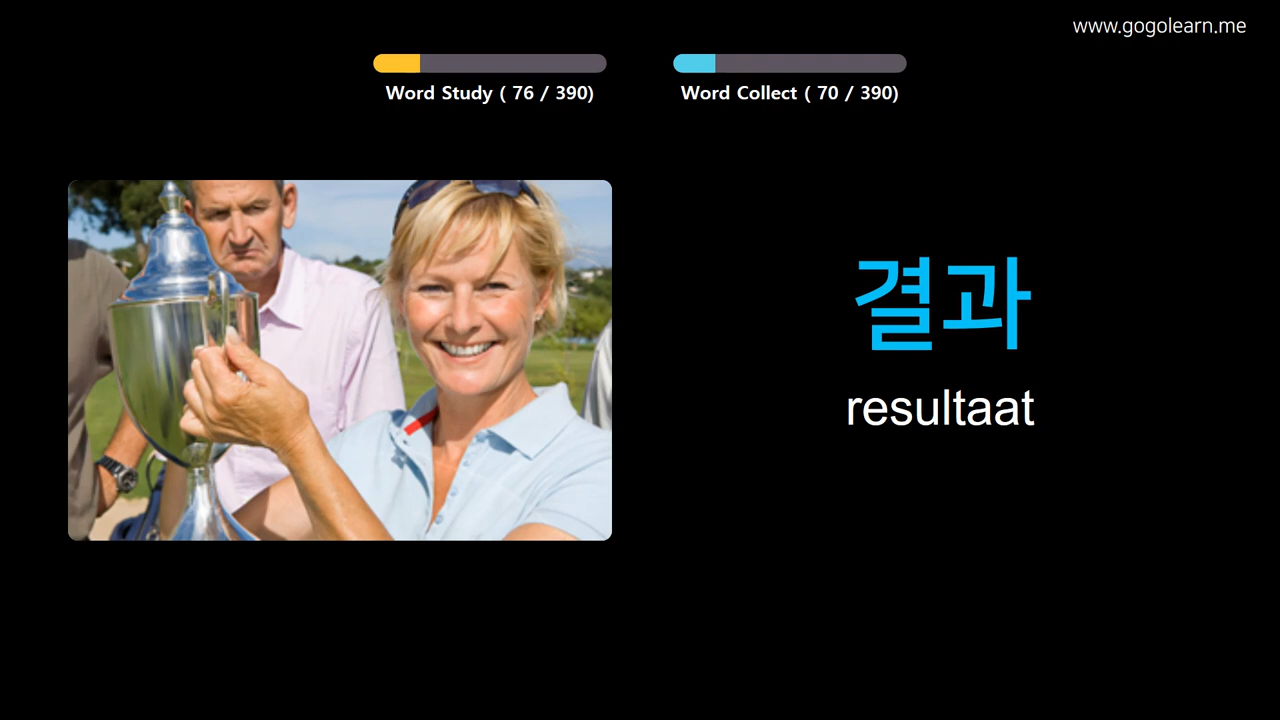 www.gogolearn.me
Word Study ( 76 / 390)
Word Collect ( 70 / 390)
결과
resultaat